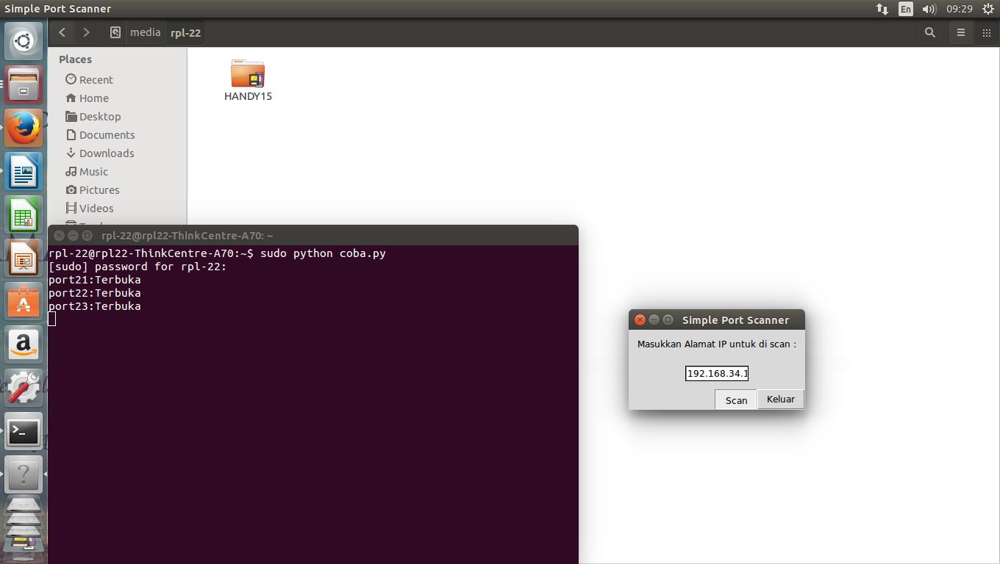 Simple Port Scanner
En
09:29
media
rpl-22
Places
Recent
Home
Desktop
Documents
Downloads
Music
Pictures
Videos
HANDY15
rpl-22@rpl22-ThinkCentre-A70: ~
rpl-22@rpl22-ThinkCentre-A70:~$ sudo python coba.py
[sudo] password for rpl-22:
port21:Terbuka
port22:Terbuka
port23:Terbuka
Simple Port Scanner
Masukkan Alamat IP untuk di scan :
192.168.34.1
Scan
Keluar